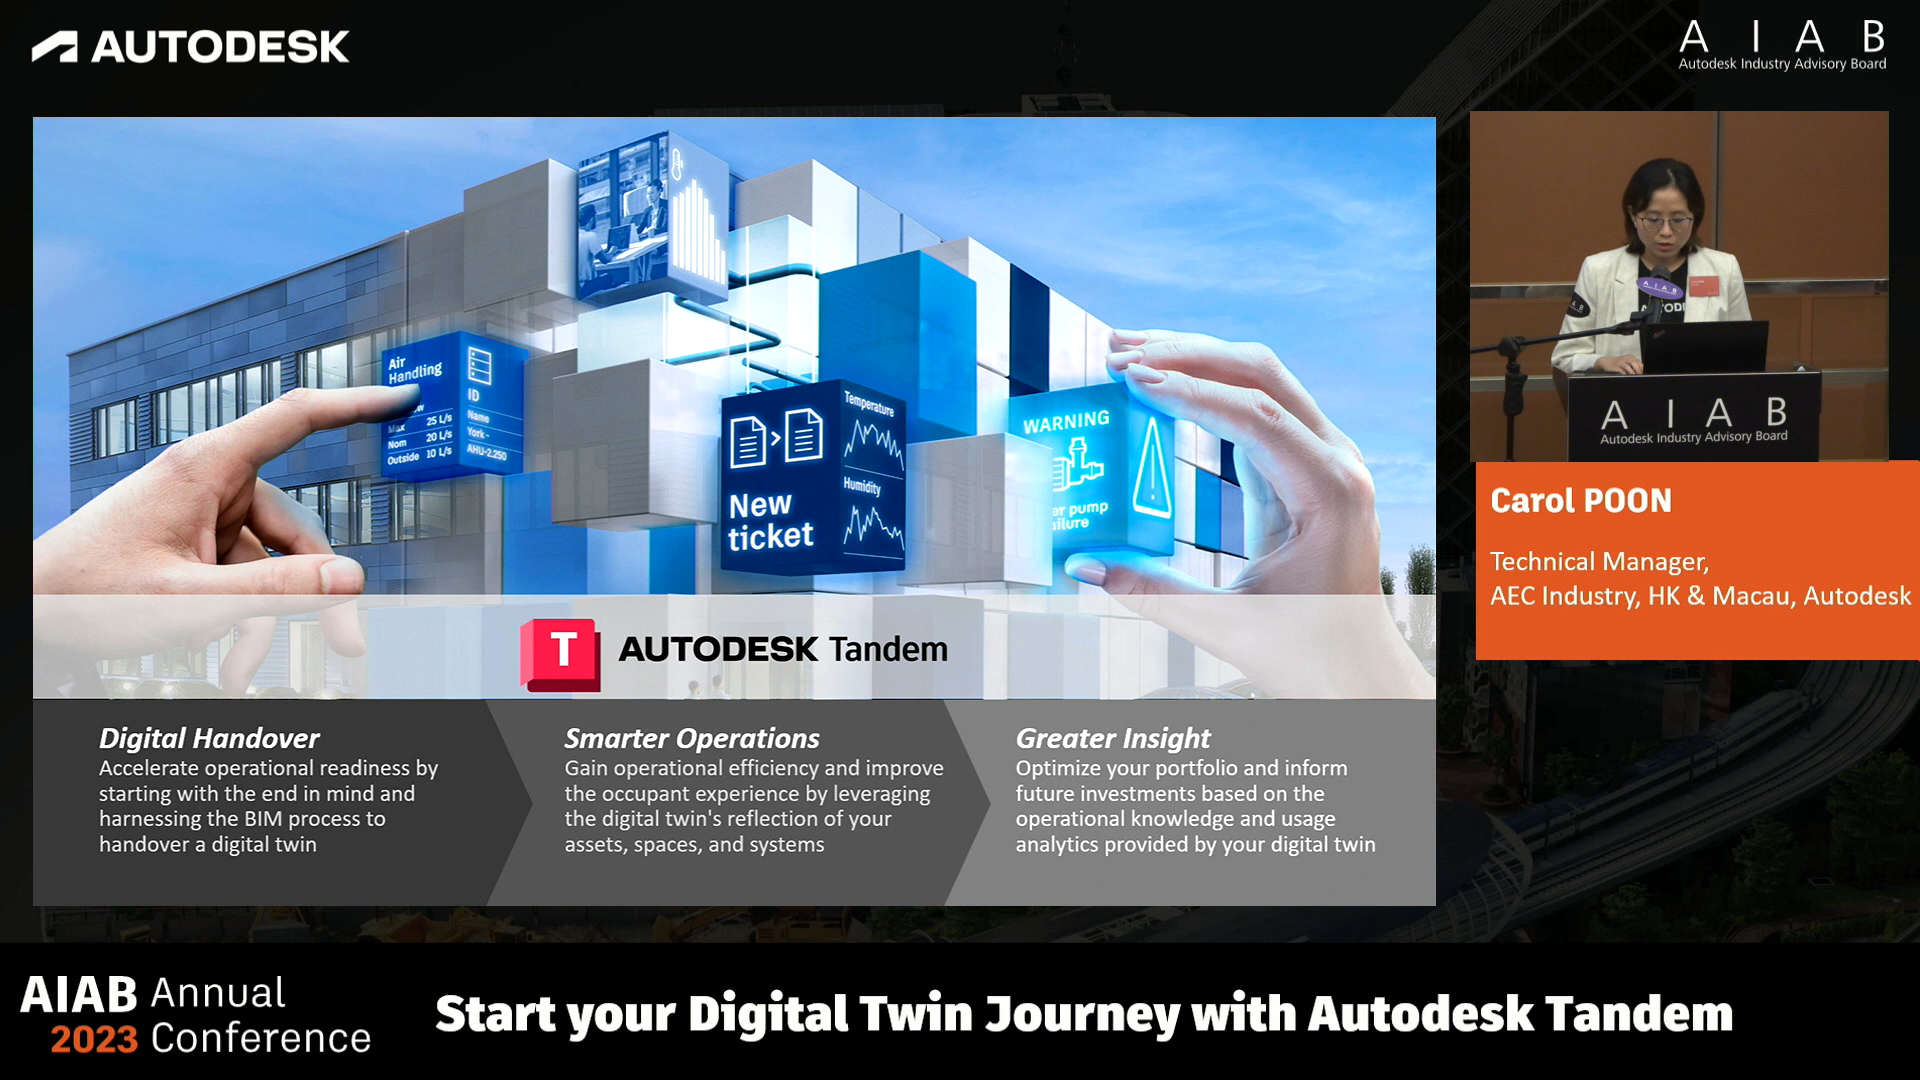 AUTODESK
A I A B
Autodesk Industry Advisory Board
Air
Handling
Max 25 L/s
Nom 20 L/s
Outside 10 L/s
ID
Name
York-
AHU-2.250
New
ticket
Temperature
Humidity
WARNING
pump
AUTODESK Tandem
T
Digital Handover
Accelerate operational readiness by
starting with the end in mind and
harnessing the BIM process to
handover a digital twin
Smarter Operations
Gain operational efficiency and improve
the occupant experience by leveraging
the digital twin's reflection of your
assets, spaces, and systems
Greater Insight
Optimize your portfolio and inform
future investments based on the
operational knowledge and usage
analytics provided by your digital twin
A I A B
A I A B
Autodesk Industry Advisory Board
Carol POON
Technical Manager,
AEC Industry, HK & Macau, Autodesk
AIAB Annual
2023 Conference
Start your Digital Twin Journey with Autodesk Tandem